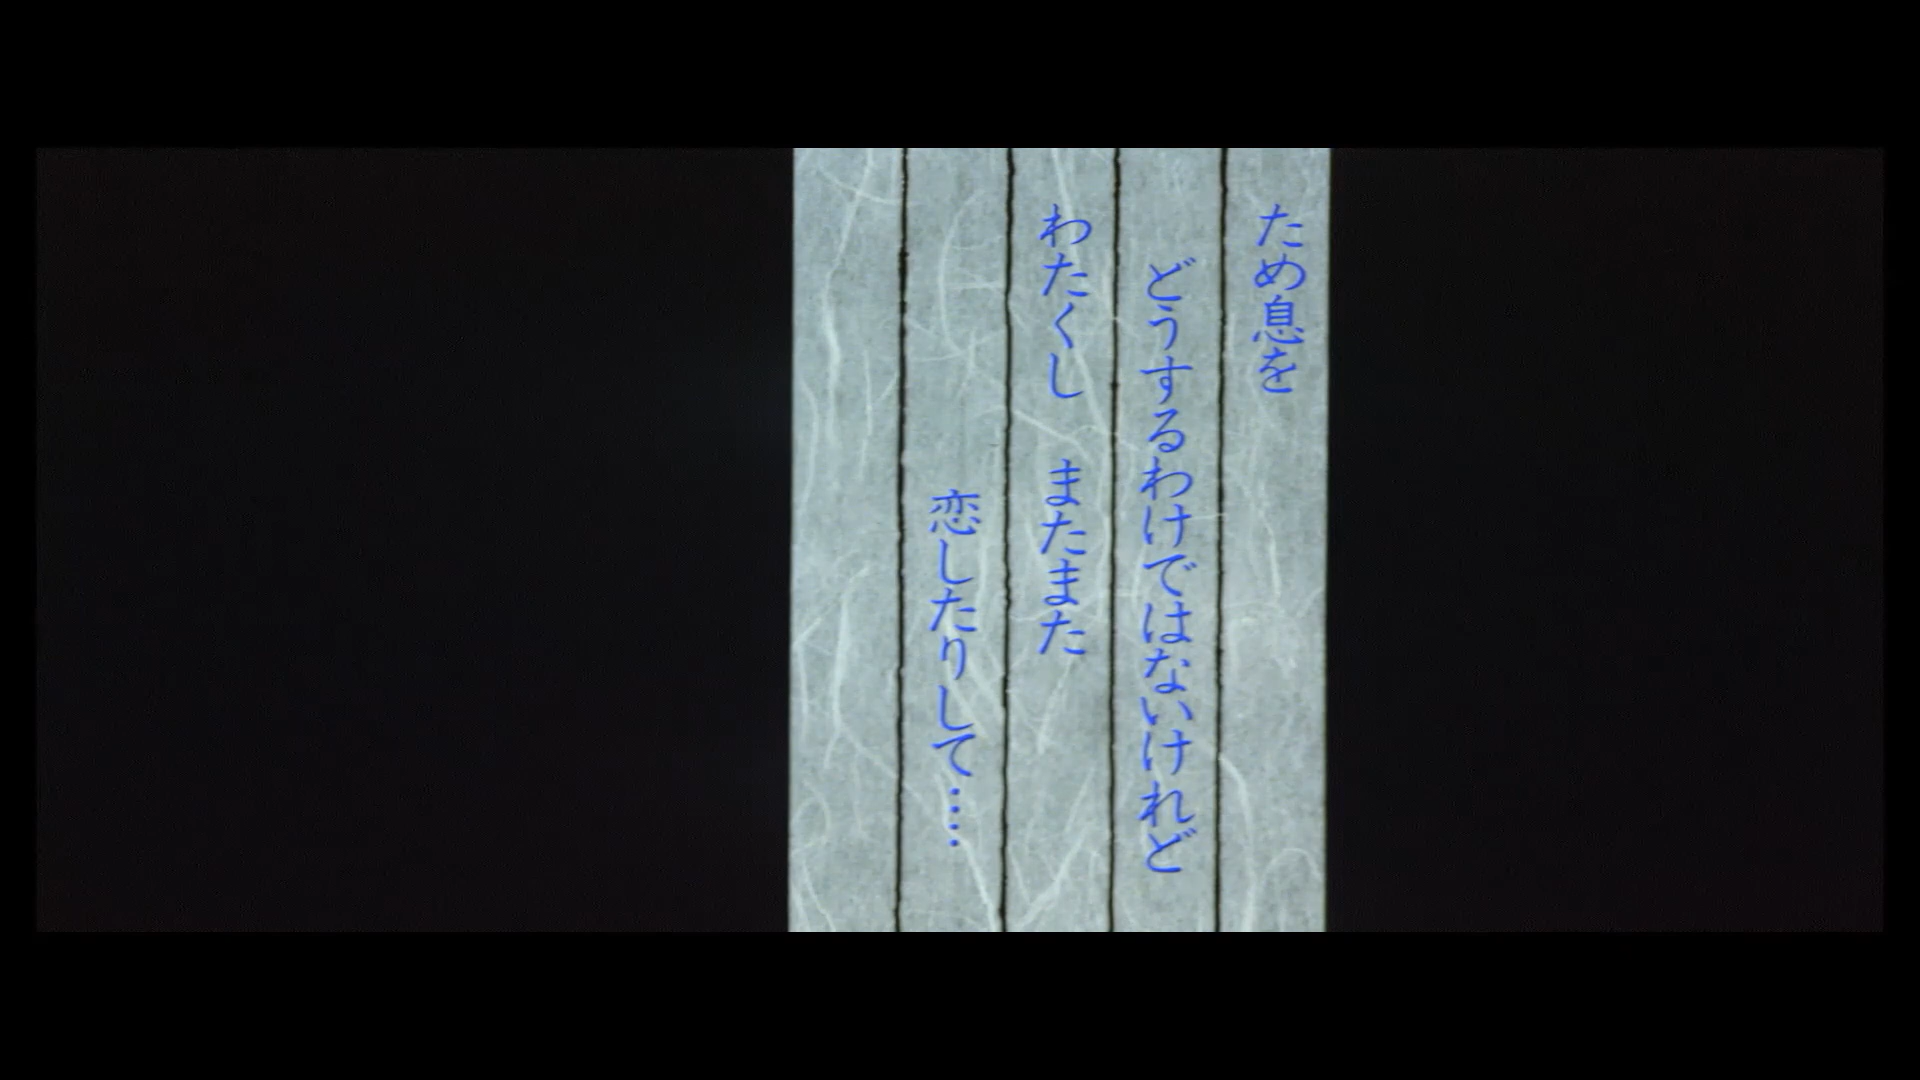 ため息を
どうするわけではないけれど
わたくし　またまた
恋したりして……